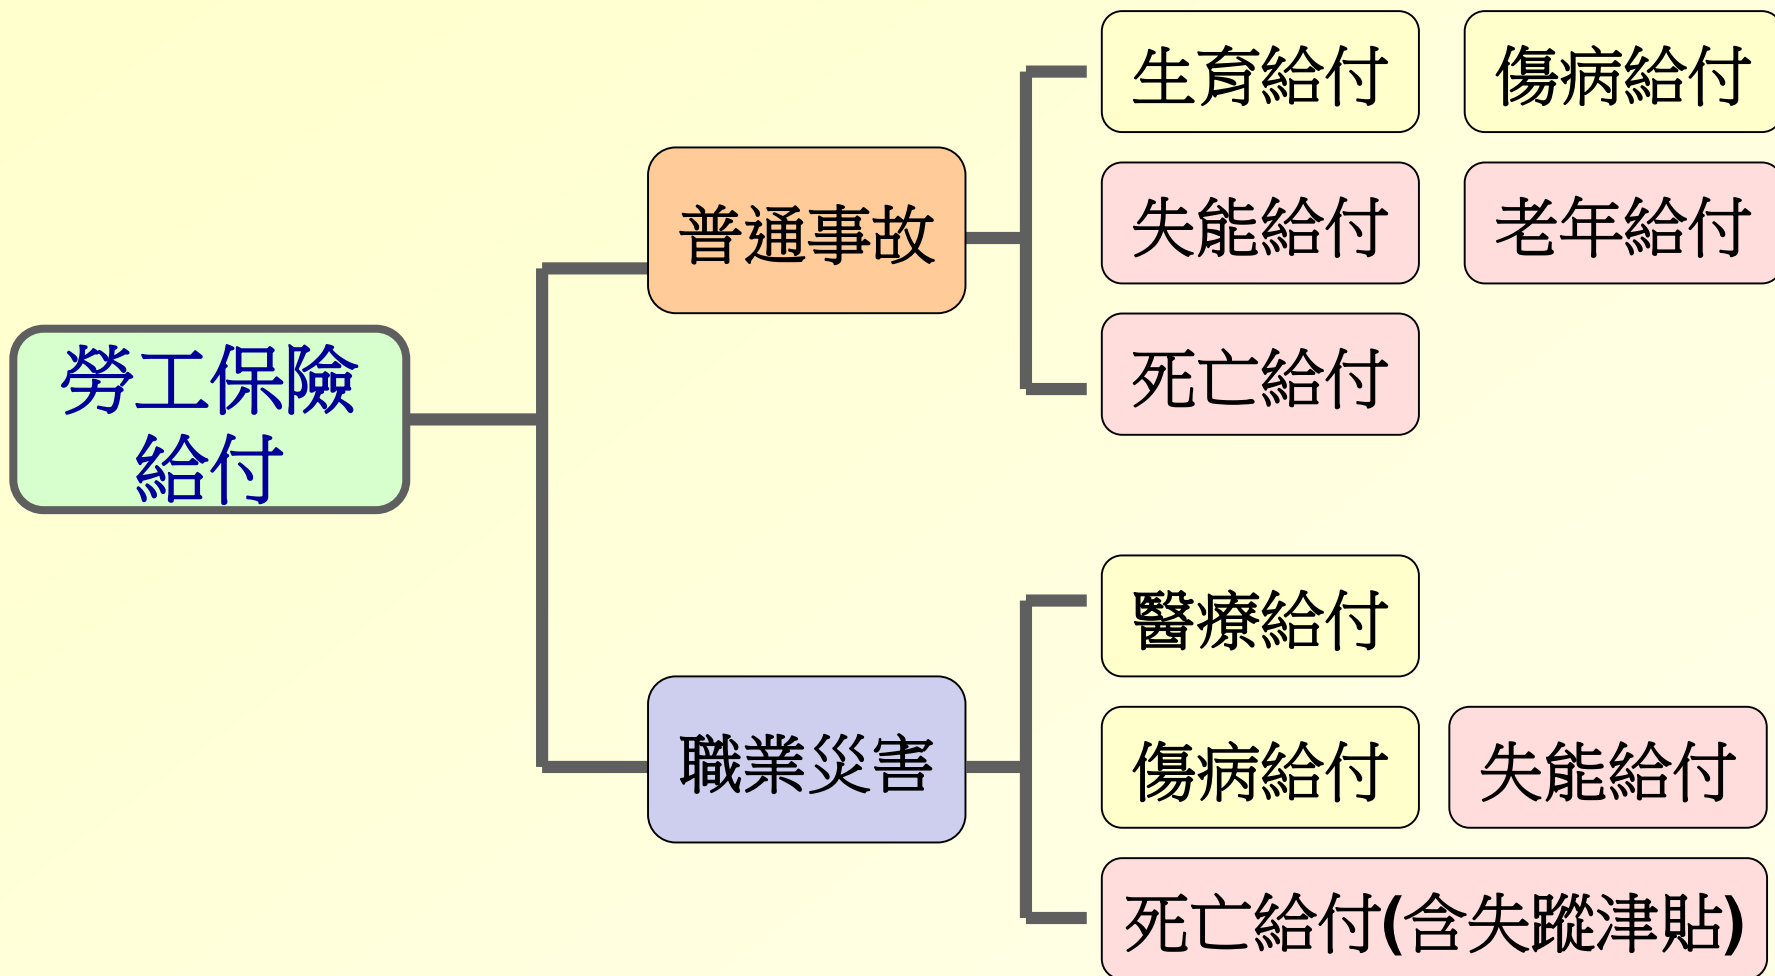 勞工保險
給付
普通事故
生育給付
傷病給付
失能給付
老年給付
死亡給付
職業災害
醫療給付
傷病給付
失能給付
死亡給付(含失蹤津貼)